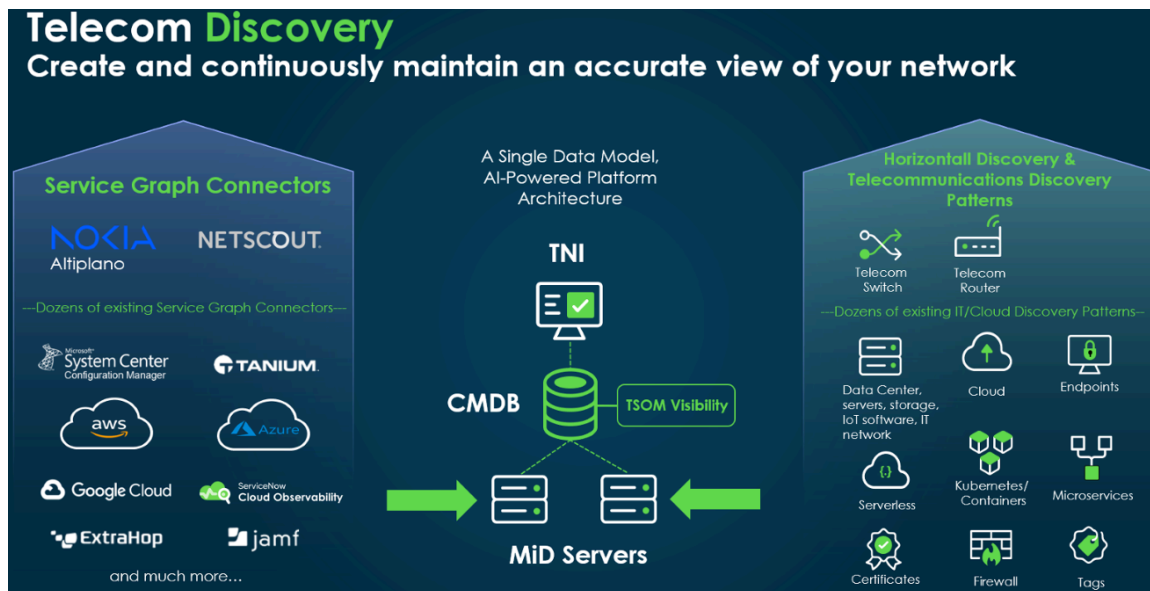 Telecom Discovery
Create and continuously maintain an accurate view of your network
Service Graph Connectors
NOKIA
Altiplano
NETSCOUT.
---Dozens of existing Service Graph Connectors---
Microsoft
System Center
Configuration Manager
TANIUM.
aws
Azure
Google Cloud
ServiceNow
Cloud Observability
ExtraHop
jamf
and much more...
A Single Data Model,
AI-Powered Platform
Architecture
TNI
CMDB
TSOM Visibility
MiD Servers
Horizontall Discovery &
Telecommunications Discovery
Patterns
Telecom
Switch
Telecom
Router
---Dozens of existing IT/Cloud Discovery Patterns--
Data Center,
servers, storage,
IoT software, IT
network
Cloud
Endpoints
{.}
Serverless
Kubernetes/
Containers
Microservices
Certificates
Firewall
Tags